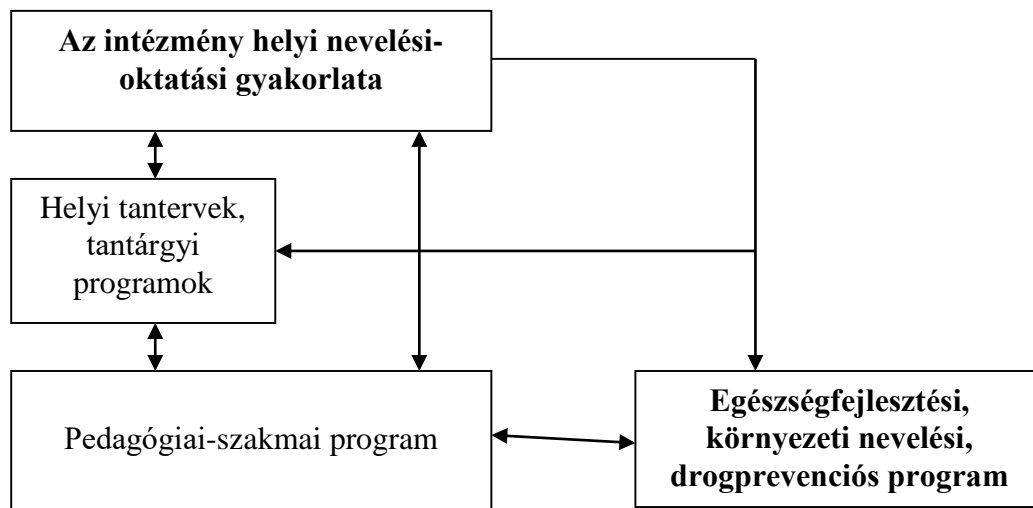 Az intézmény helyi nevelési-
oktatási gyakorlata
Helyi tantervek,
tantárgyi
programok
Pedagógiai-szakmai program
Egészségfejlesztési,
környezeti nevelési,
drogprevenciós program